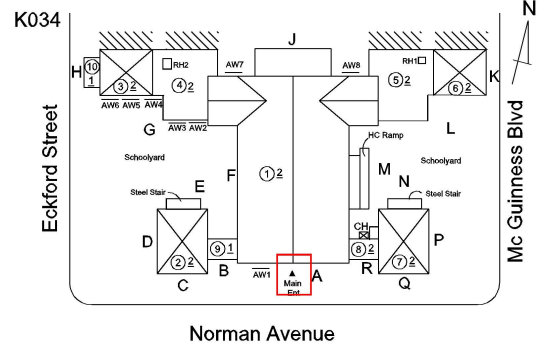 K034
N
J
H
10
1
3 2
RH2
4 2
AW7
AW8
RH1
5 2
6 2
K
AW6 AW5 AW4
AW3 AW2
G
L
HC Ramp
Schoolyard
Schoolyard
Eckford Street
Mc Guinness Blvd
F
1 2
M
Steel Stair
E
N
Steel Stair
D
CH
P
9 1
8 2
2 2
7 2
B
AW1
A
R
C
Q
Main
Ent
Norman Avenue